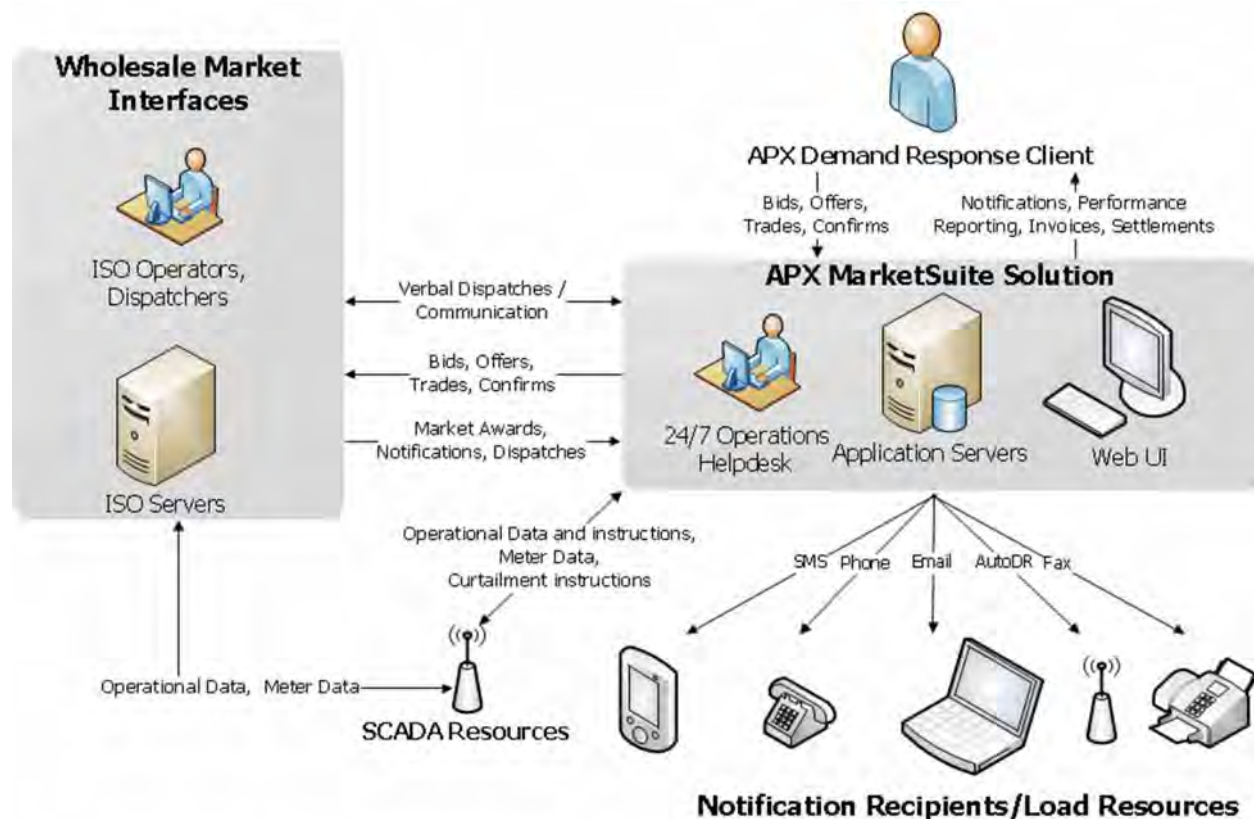 Wholesale Market
Interfaces
ISO Operators,
Dispatchers
ISO Servers
APX Demand Response Client
Bids, Offers,
Trades, Confirms
Notifications, Performance
Reporting, Invoices, Settlements
APX MarketSuite Solution
Verbal Dispatches /
Communication
Bids, Offers,
Trades, Confirms
Market Awards,
Notifications, Dispatches
24/7 Operations
Helpdesk
Application Servers
Web UI
Operational Data and instructions,
Meter Data,
Curtailment instructions
SMS Phone Email AutoDR Fax
Operational Data, Meter Data
SCADA Resources
Notification Recipients/Load Resources